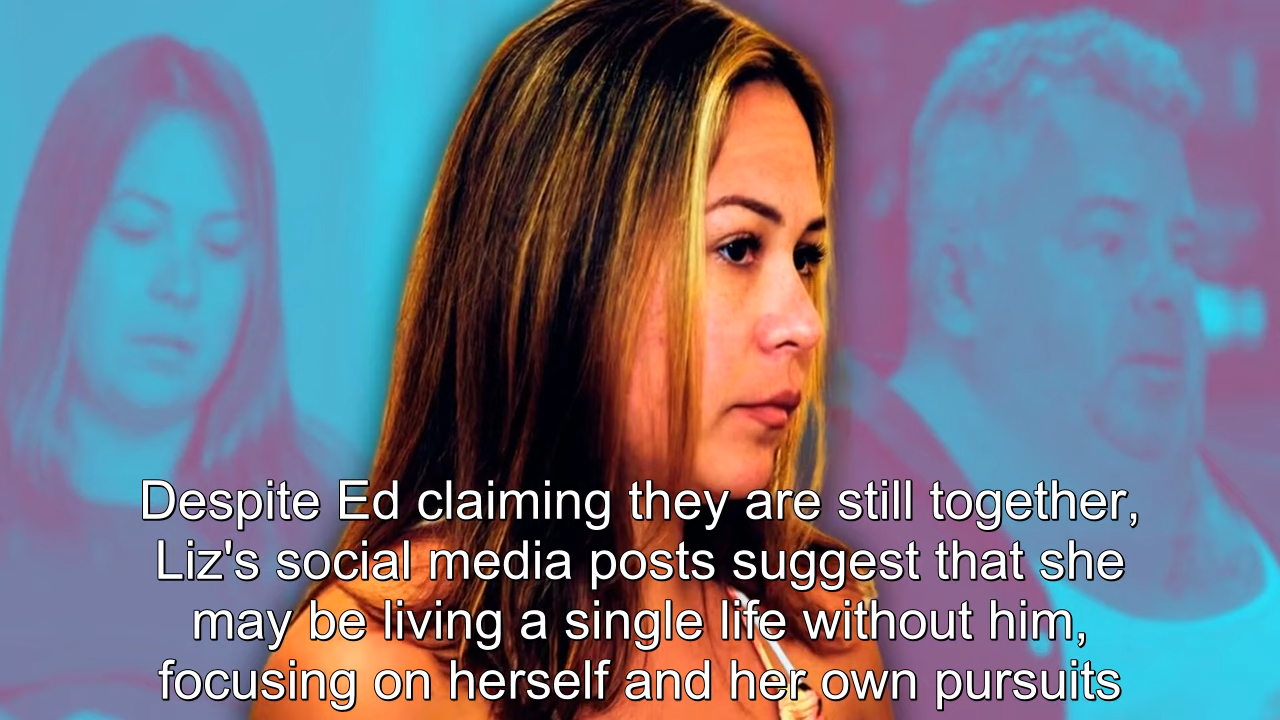 Despite Ed claiming they are still together,
Liz's social media posts suggest that she
may be living a single life without him,
focusing on herself and her own pursuits